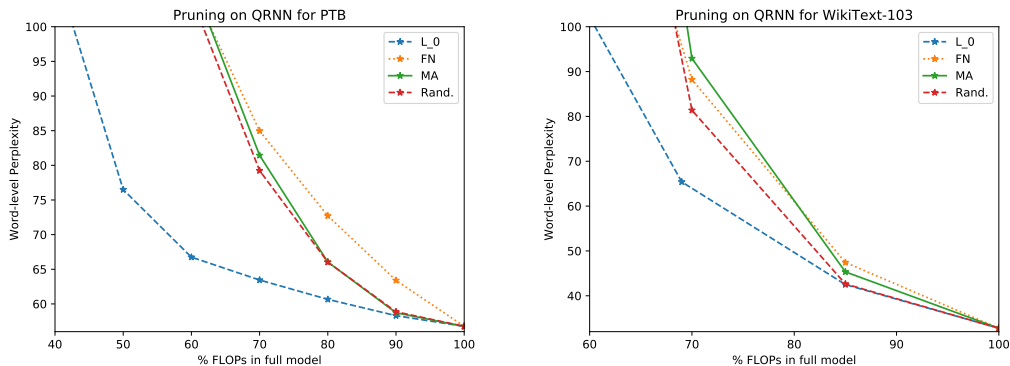 Pruning on QRNN for PTB
Word-level Perplexity
100
95
90
85
80
75
70
65
60
40 50 60 70 80 90 100
% FLOPs in full model
L_0
FN
MA
Rand.
Pruning on QRNN for WikiText-103
Word-level Perplexity
100
90
80
70
60
50
40
60 70 80 90 100
% FLOPs in full model
L_0
FN
MA
Rand.